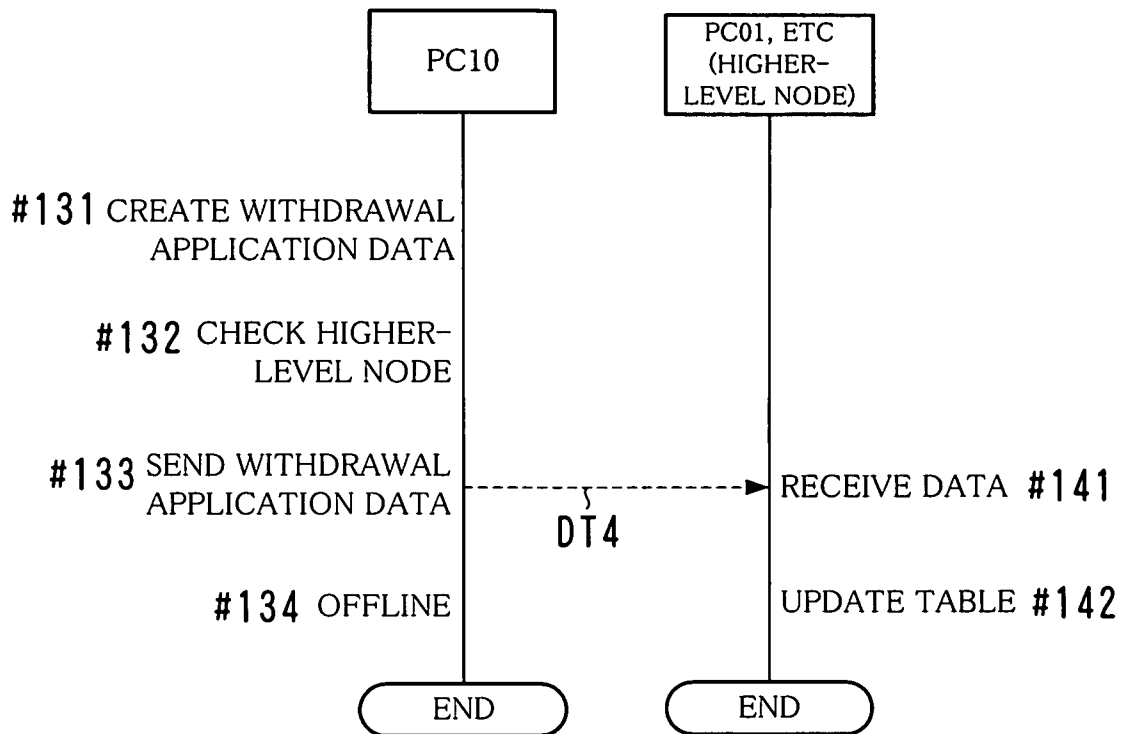 PC10
PC01, ETC
(HIGHER-
LEVEL NODE)
#131 CREATE WITHDRAWAL
APPLICATION DATA
#132 CHECK HIGHER-
LEVEL NODE
#133 SEND WITHDRAWAL
APPLICATION DATA
RECEIVE DATA #141
DT4
#134 OFFLINE
UPDATE TABLE #142
END
END